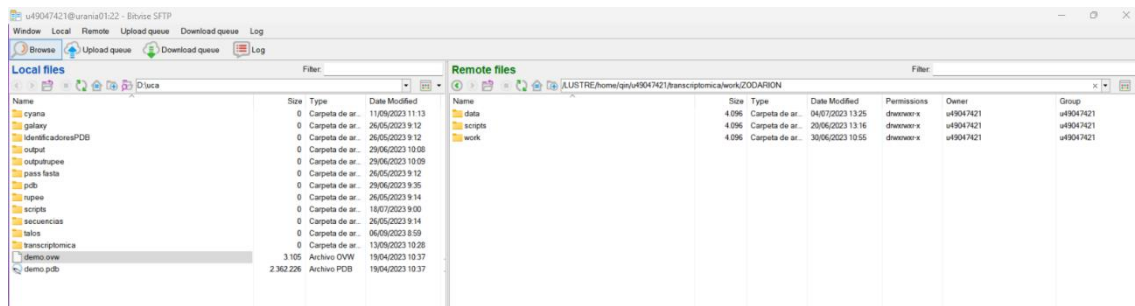 u49047421@urania01:22 - Bitvise SFTP
Window Local Remote Upload queue Download queue Log
Browse Upload queue Download queue Log
Local files Filter:
D:\uca
Name Size Type Date Modified
cyana 0 Carpeta de ar... 11/09/2023 11:13
galaxy 0 Carpeta de ar... 26/05/2023 9:12
IdentificadoresPDB 0 Carpeta de ar... 26/05/2023 9:12
output 0 Carpeta de ar... 29/06/2023 10:08
outputrupee 0 Carpeta de ar... 29/06/2023 10:09
pass fasta 0 Carpeta de ar... 26/05/2023 9:12
pdb 0 Carpeta de ar... 29/06/2023 9:35
rupee 0 Carpeta de ar... 26/05/2023 9:14
scripts 0 Carpeta de ar... 18/07/2023 9:00
secuencias 0 Carpeta de ar... 26/05/2023 9:14
talos 0 Carpeta de ar... 06/09/2023 8:59
transcriptomica 0 Carpeta de ar... 13/09/2023 10:28
demo.ovw 3.105 Archivo OVW 19/04/2023 10:37
demo.pdb 2.362.226 Archivo PDB 19/04/2023 10:37
Remote files Filter:
/LUSTRE/home/qin/u49047421/transcriptomica/work/ZODARION
Name Size Type Date Modified Permissions Owner Group
data 4.096 Carpeta de ar... 04/07/2023 13:25 drwxrwxr-x u49047421 u49047421
scripts 4.096 Carpeta de ar... 20/06/2023 13:16 drwxrwxr-x u49047421 u49047421
work 4.096 Carpeta de ar... 30/06/2023 10:55 drwxrwxr-x u49047421 u49047421